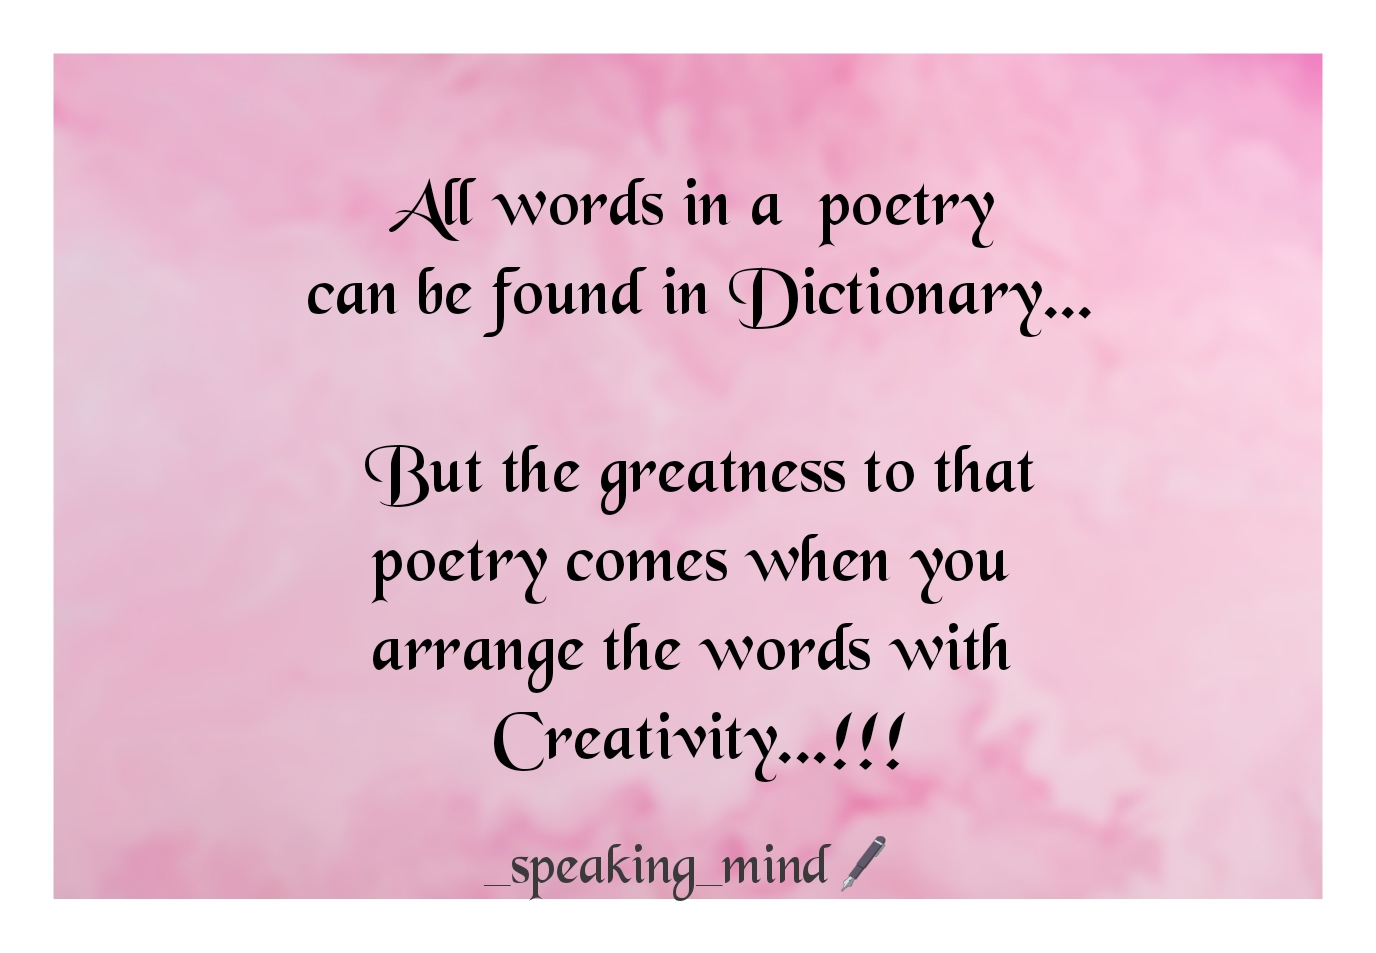 All words in a poetry
can be found in Dictionary...
But the greatness to that
poetry comes when you
arrange the words with
Creativity...!!!
_speaking_mind🖋